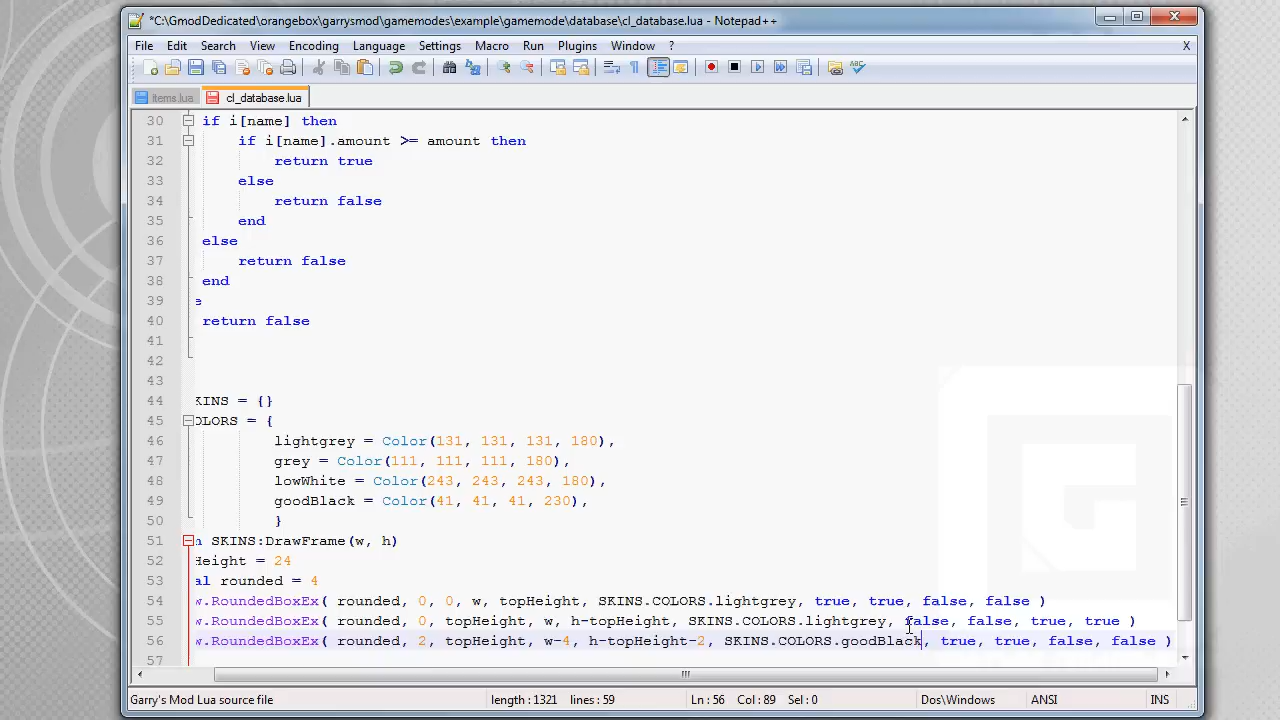 *C:\GmodDedicated\orangebox\garrysmod\gamemodes\example\gamemode\database\cl_database.lua - Notepad++
File Edit Search View Encoding Language Settings Macro Run Plugins Window ? X
items.lua cl_database.lua
30 if i[name] then
31 if i[name].amount >= amount then
32 return true
33 else
34 return false
35 end
36 else
37 return false
38 end
39 e
40 return false
41
42
43
44 KINS = {}
45 OLORS = {
46 lightgrey = Color(131, 131, 131, 180),
47 grey = Color(111, 111, 111, 180),
48 lowWhite = Color(243, 243, 243, 180),
49 goodBlack = Color(41, 41, 41, 230),
50 }
51 n SKINS:DrawFrame(w, h)
52 Height = 24
53 al rounded = 4
54 w.RoundedBoxEx( rounded, 0, 0, w, topHeight, SKINS.COLORS.lightgrey, true, true, false, false )
55 w.RoundedBoxEx( rounded, 0, topHeight, w, h-topHeight, SKINS.COLORS.lightgrey, false, false, true, true )
56 w.RoundedBoxEx( rounded, 2, topHeight, w-4, h-topHeight-2, SKINS.COLORS.goodBlack, true, true, false, false )
57
Garry's Mod Lua source file length : 1321 lines : 59 Ln : 56 Col : 89 Sel : 0 Dos\Windows ANSI INS